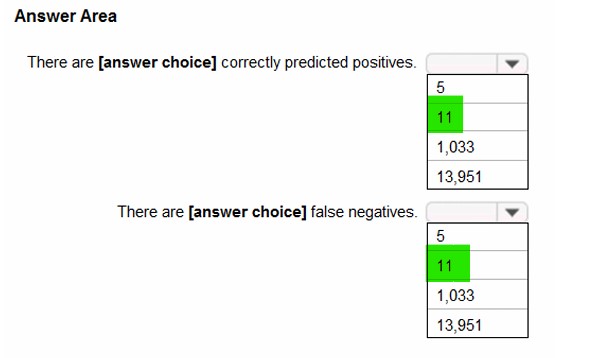 Answer Area
There are [answer choice] correctly predicted positives.
5
11
1,033
13,951
There are [answer choice] false negatives.
5
11
1,033
13,951